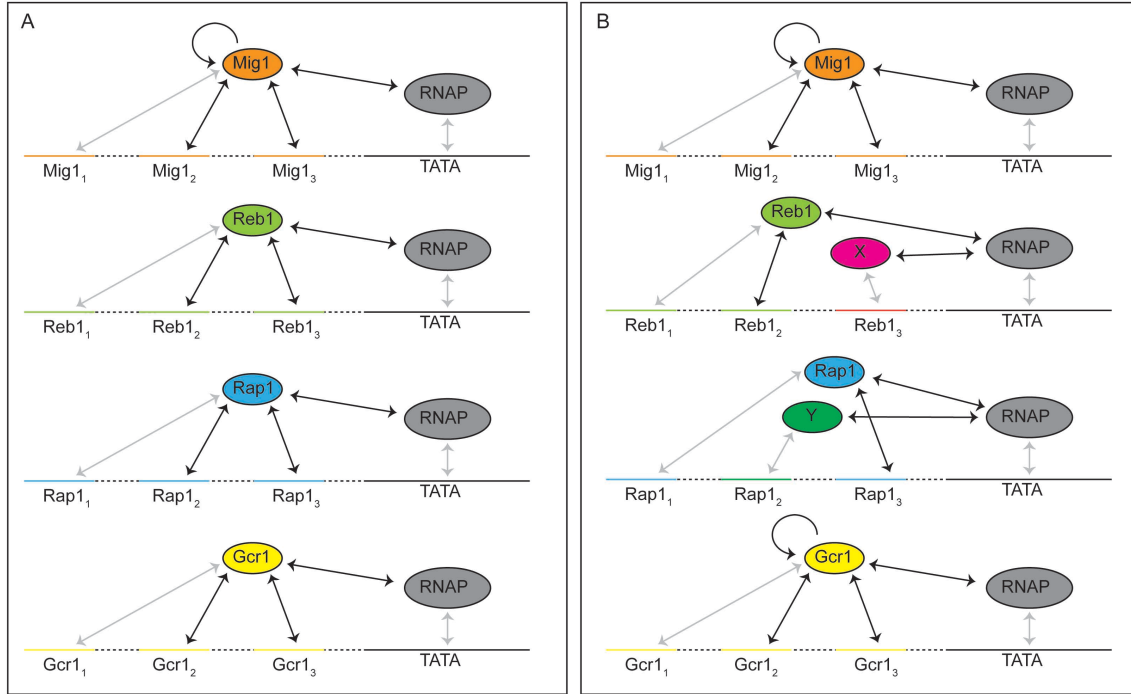 A
Mig1
RNAP
Mig1₁ Mig1₂ Mig1₃ TATA
Reb1
RNAP
Reb1₁ Reb1₂ Reb1₃ TATA
Rap1
RNAP
Rap1₁ Rap1₂ Rap1₃ TATA
Gcr1
RNAP
Gcr1₁ Gcr1₂ Gcr1₃ TATA
B
Mig1
RNAP
Mig1₁ Mig1₂ Mig1₃ TATA
Reb1
X
RNAP
Reb1₁ Reb1₂ Reb1₃ TATA
Rap1
Y
RNAP
Rap1₁ Rap1₂ Rap1₃ TATA
Gcr1
RNAP
Gcr1₁ Gcr1₂ Gcr1₃ TATA